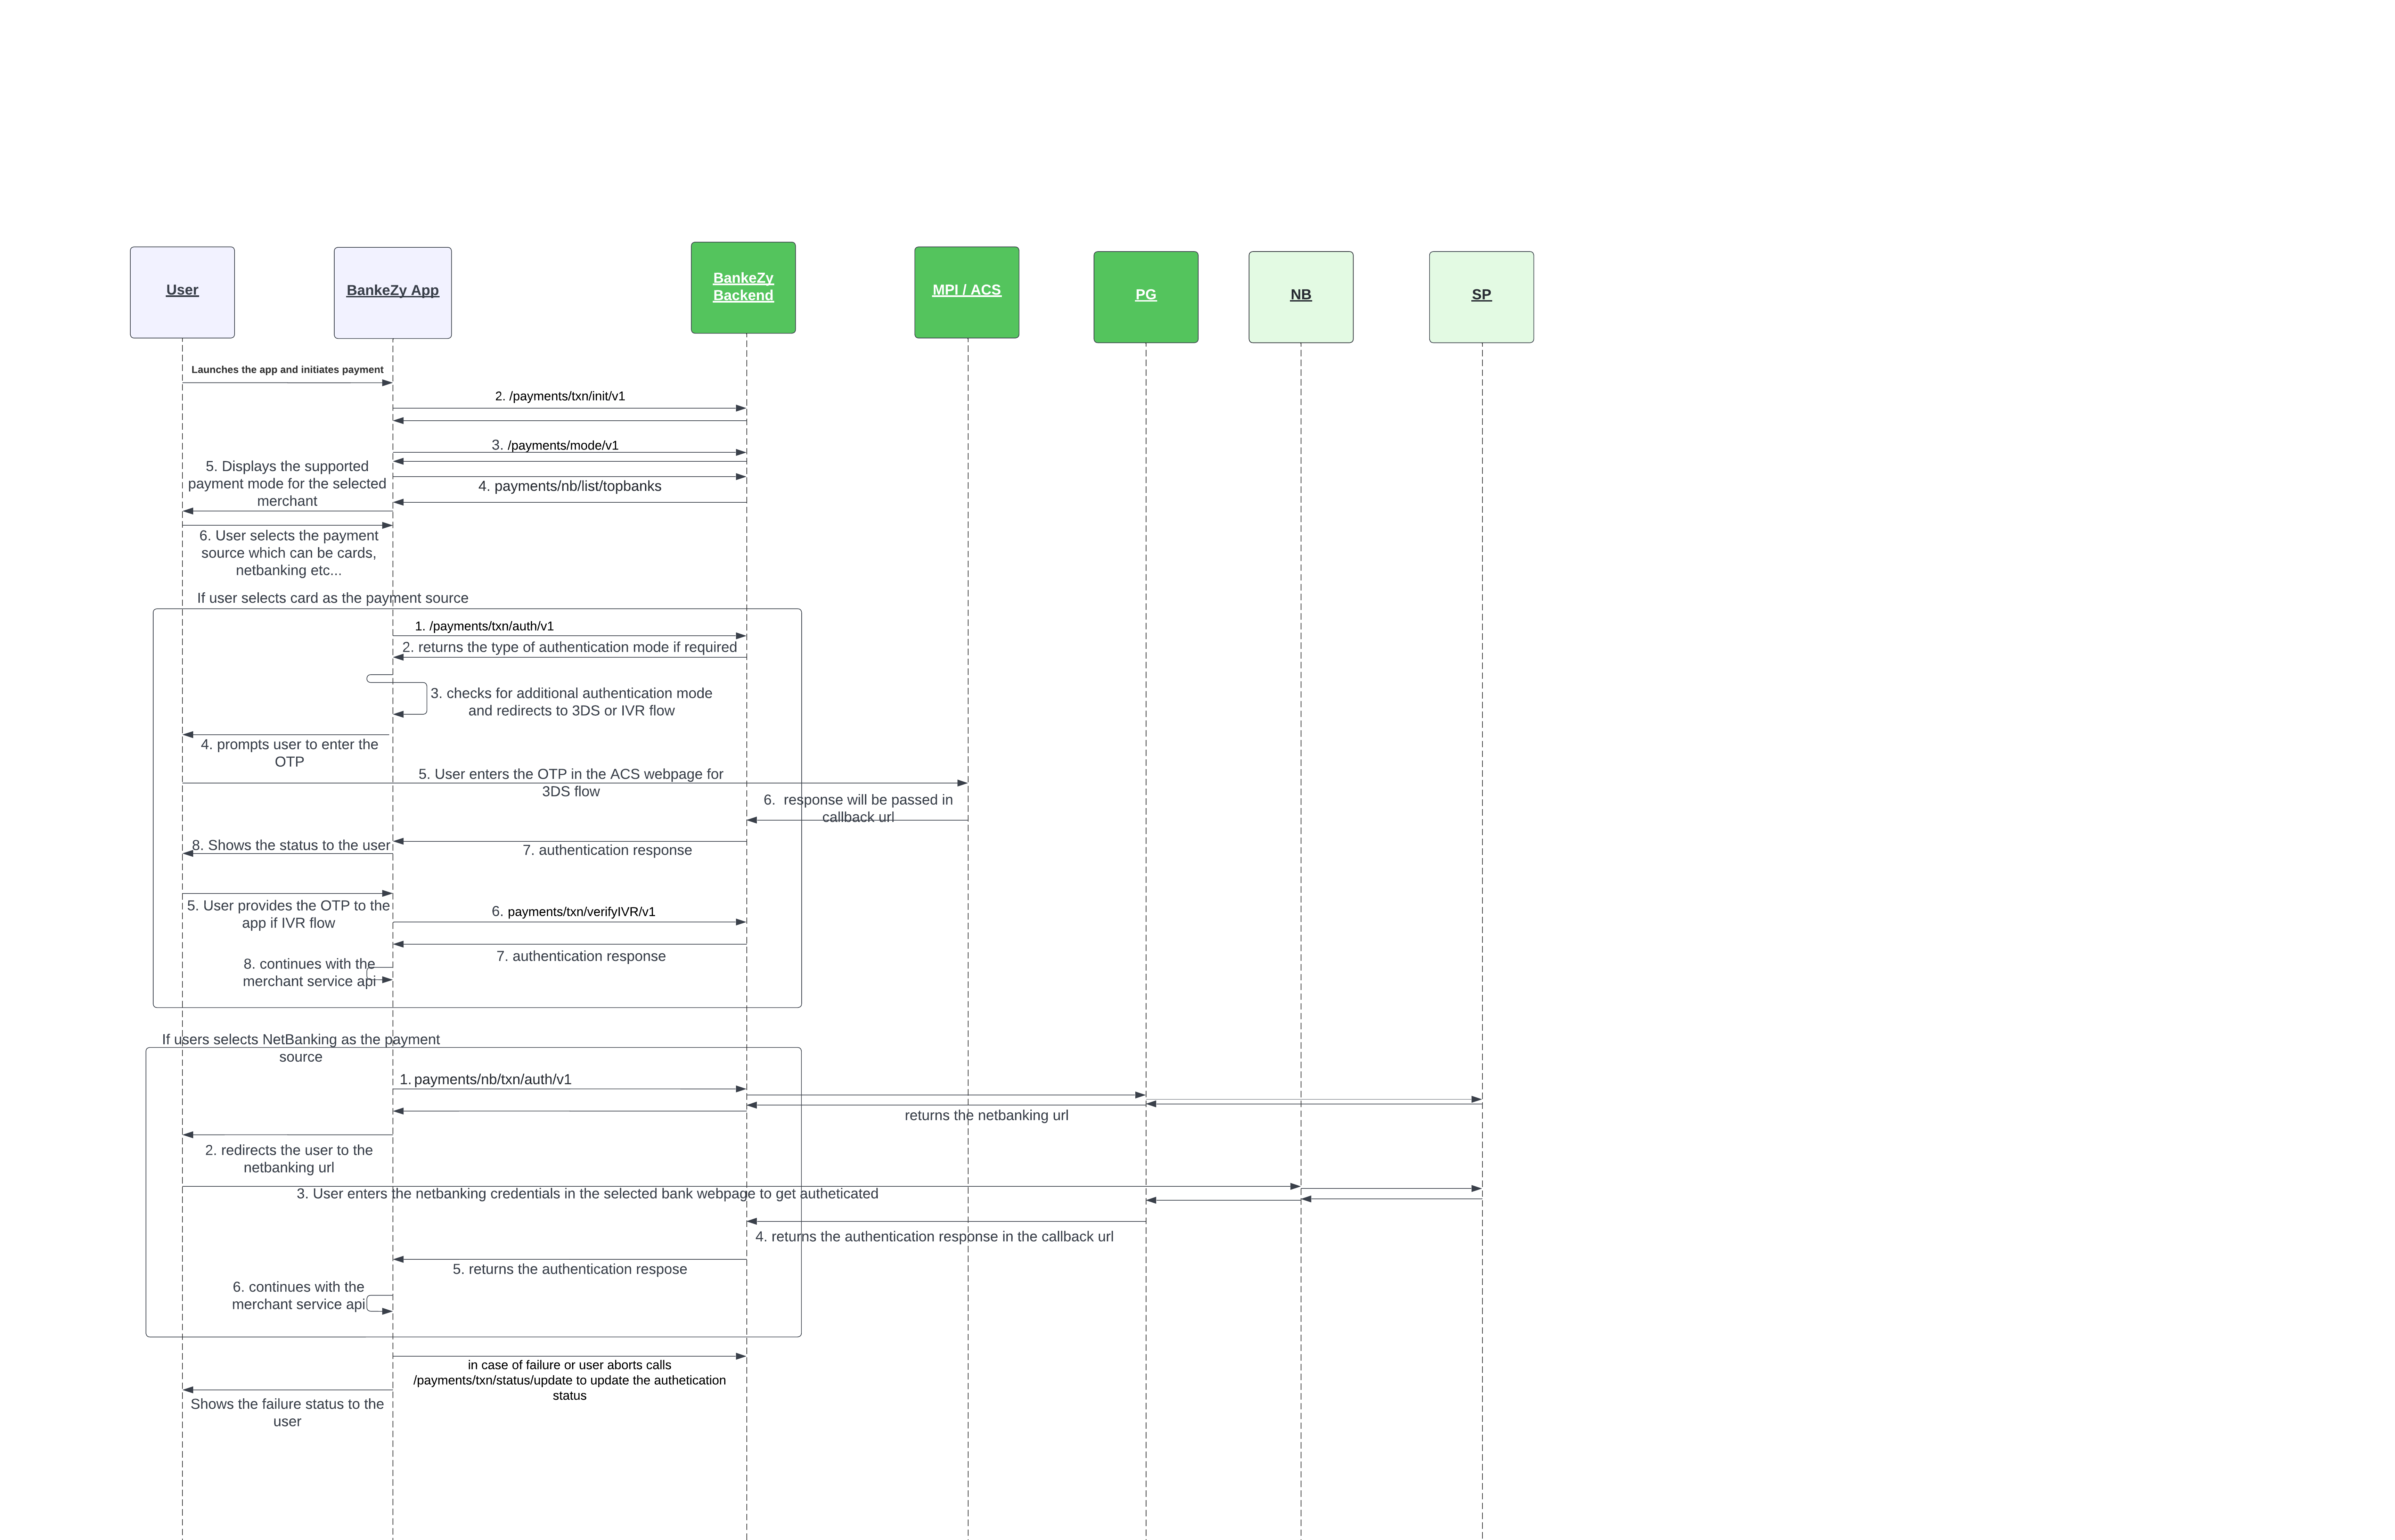 User
BankeZy App
BankeZy
Backend
MPI / ACS
PG
NB
SP
Launches the app and initiates payment
2. /payments/txn/init/v1
3. /payments/mode/v1
5. Displays the supported
payment mode for the selected
merchant
4. payments/nb/list/topbanks
6. User selects the payment
source which can be cards,
netbanking etc...
If user selects card as the payment source
1. /payments/txn/auth/v1
2. returns the type of authentication mode if required
3. checks for additional authentication mode
and redirects to 3DS or IVR flow
4. prompts user to enter the
OTP
5. User enters the OTP in the ACS webpage for
3DS flow
6. response will be passed in
callback url
8. Shows the status to the user
7. authentication response
5. User provides the OTP to the
app if IVR flow
6. payments/txn/verifyIVR/v1
7. authentication response
8. continues with the
merchant service api
If users selects NetBanking as the payment
source
1. payments/nb/txn/auth/v1
returns the netbanking url
2. redirects the user to the
netbanking url
3. User enters the netbanking credentials in the selected bank webpage to get autheticated
4. returns the authentication response in the callback url
5. returns the authentication respose
6. continues with the
merchant service api
in case of failure or user aborts calls
/payments/txn/status/update to update the authetication
status
Shows the failure status to the
user